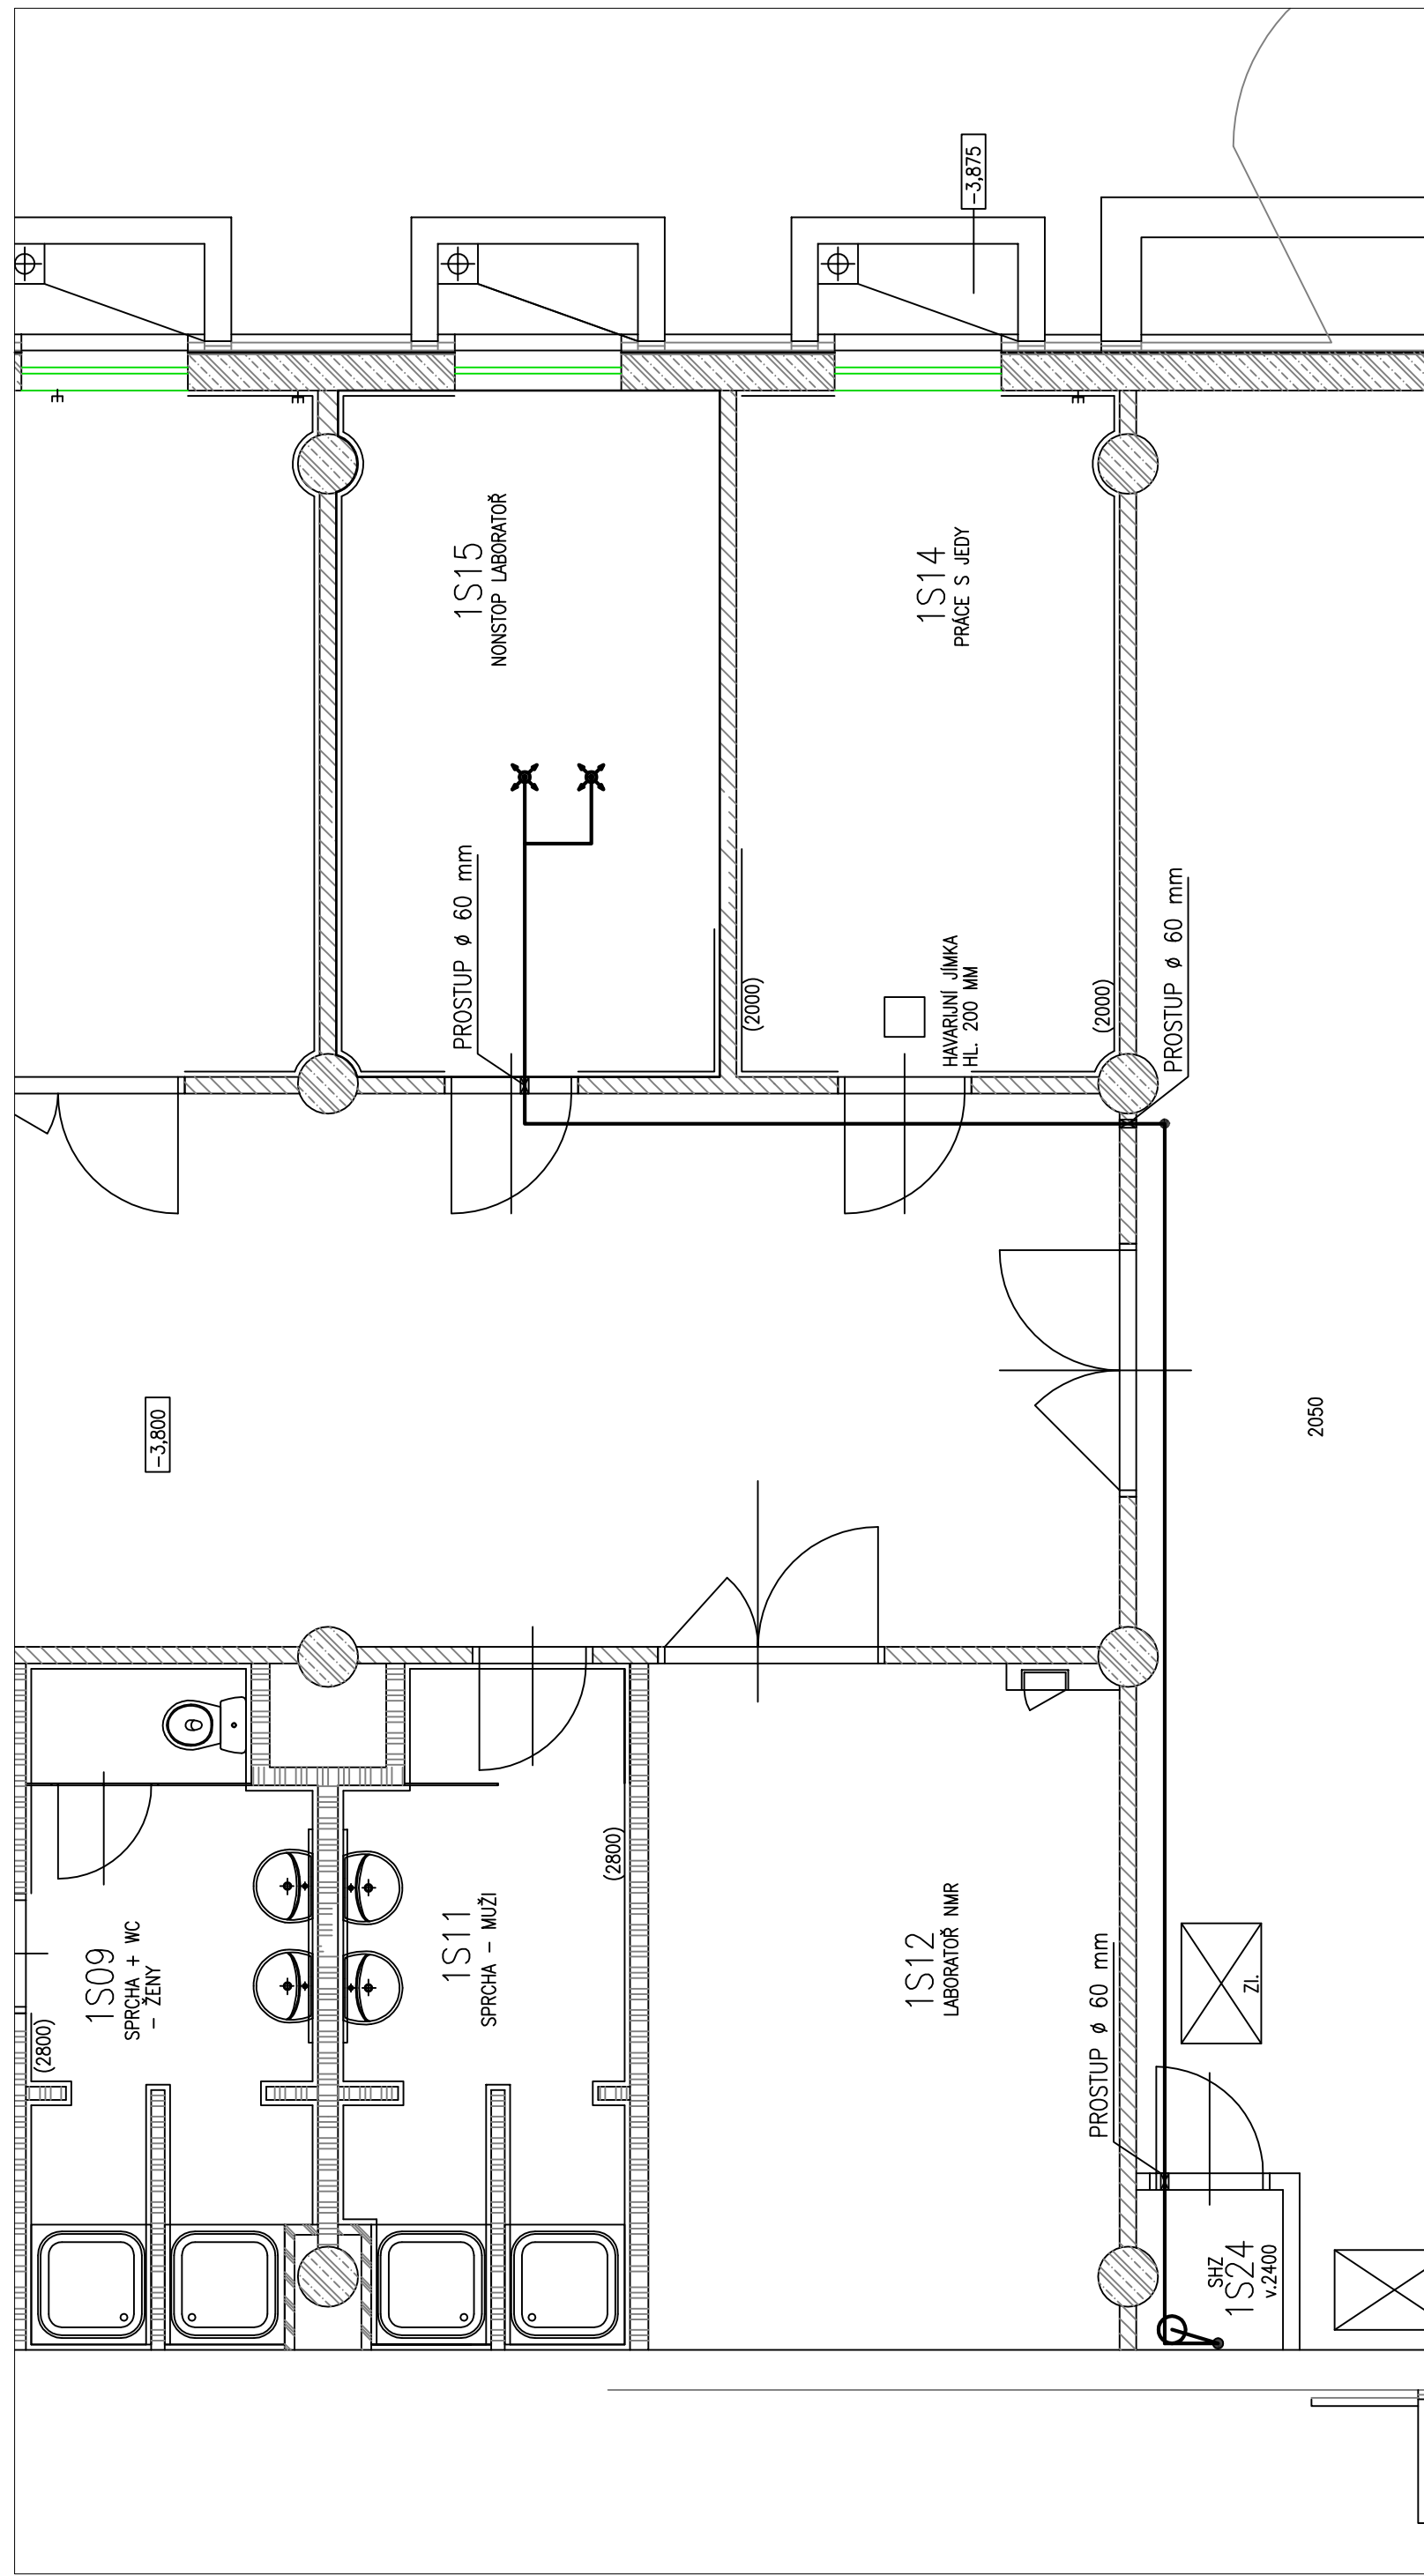 -3,875
1S15
NONSTOP LABORATOŘ
1S14
PRÁCE S JEDY
PROSTUP ø 60 mm
(2000)
HAVARIJNÍ JÍMKA
HL. 200 MM
(2000)
PROSTUP ø 60 mm
-3,800
2050
1S09
SPRCHA + WC
- ŽENY
(2800)
1S11
SPRCHA - MUŽI
(2800)
1S12
LABORATOŘ NMR
PROSTUP ø 60 mm
ZI.
SHZ
1S24
v.2400